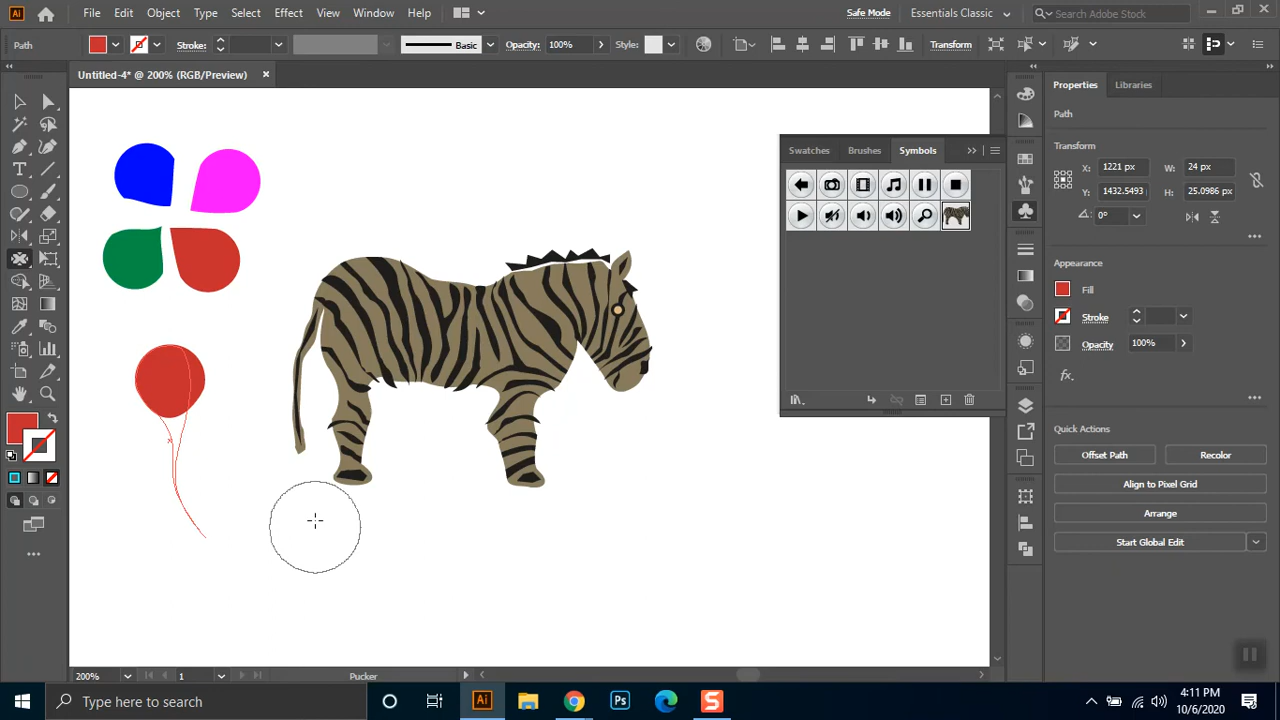 Ai File Edit Object Type Select Effect View Window Help Safe Mode Essentials Classic Search Adobe Stock
Path Stroke: Basic Opacity: 100% Style: Transform
Untitled-4* @ 200% (RGB/Preview)
Properties Libraries
Path
Transform
X: 1221 px W: 24 px
Y: 1432.5493 H: 25.0986 px
0°
Swatches Brushes Symbols
Appearance
Fill
Stroke
Opacity 100%
fx.
Quick Actions
Offset Path Recolor
Align to Pixel Grid
Arrange
Start Global Edit
200% 1 Pucker
Type here to search Ai Ps S 4:11 PM
10/6/2020